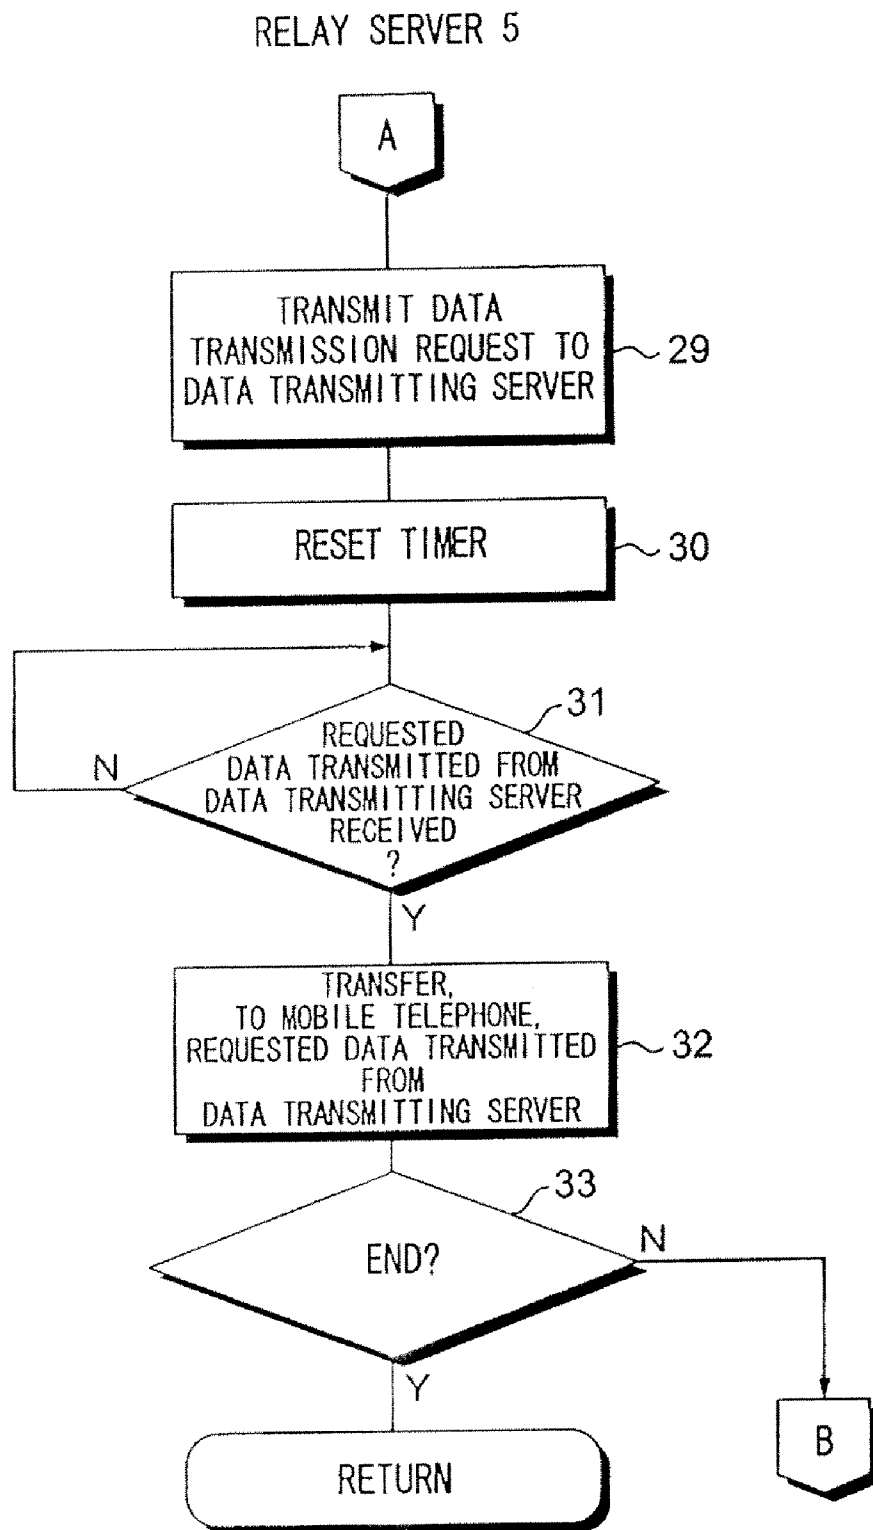 RELAY SERVER 5
A
TRANSMIT DATA
TRANSMISSION REQUEST TO
DATA TRANSMITTING SERVER
29
RESET TIMER
30
31
REQUESTED
DATA TRANSMITTED FROM
DATA TRANSMITTING SERVER
RECEIVED
?
N
Y
TRANSFER,
TO MOBILE TELEPHONE,
REQUESTED DATA TRANSMITTED
FROM
DATA TRANSMITTING SERVER
32
33
END?
N
Y
B
RETURN